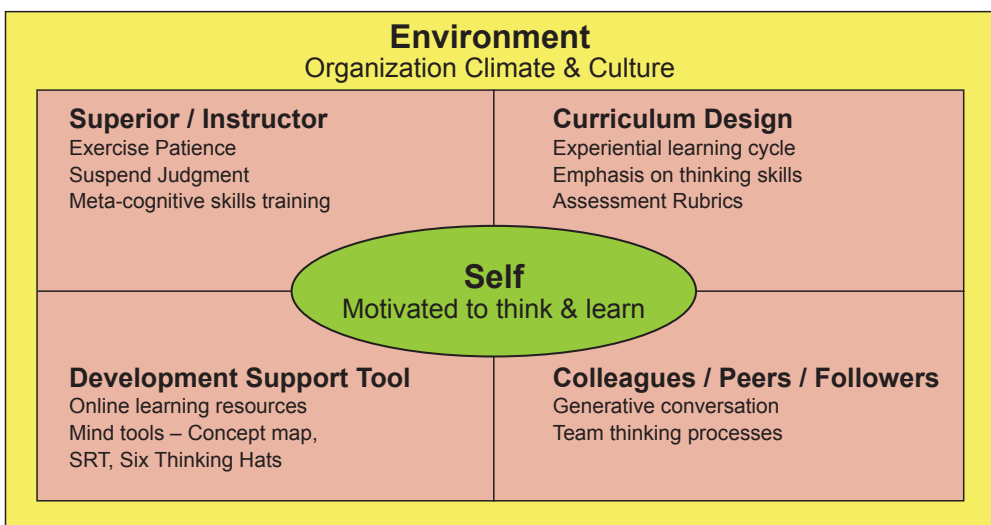 Environment
Organization Climate & Culture
Superior / Instructor
Exercise Patience
Suspend Judgment
Meta-cognitive skills training
Curriculum Design
Experiential learning cycle
Emphasis on thinking skills
Assessment Rubrics
Self
Motivated to think & learn
Development Support Tool
Online learning resources
Mind tools – Concept map,
SRT, Six Thinking Hats
Colleagues / Peers / Followers
Generative conversation
Team thinking processes